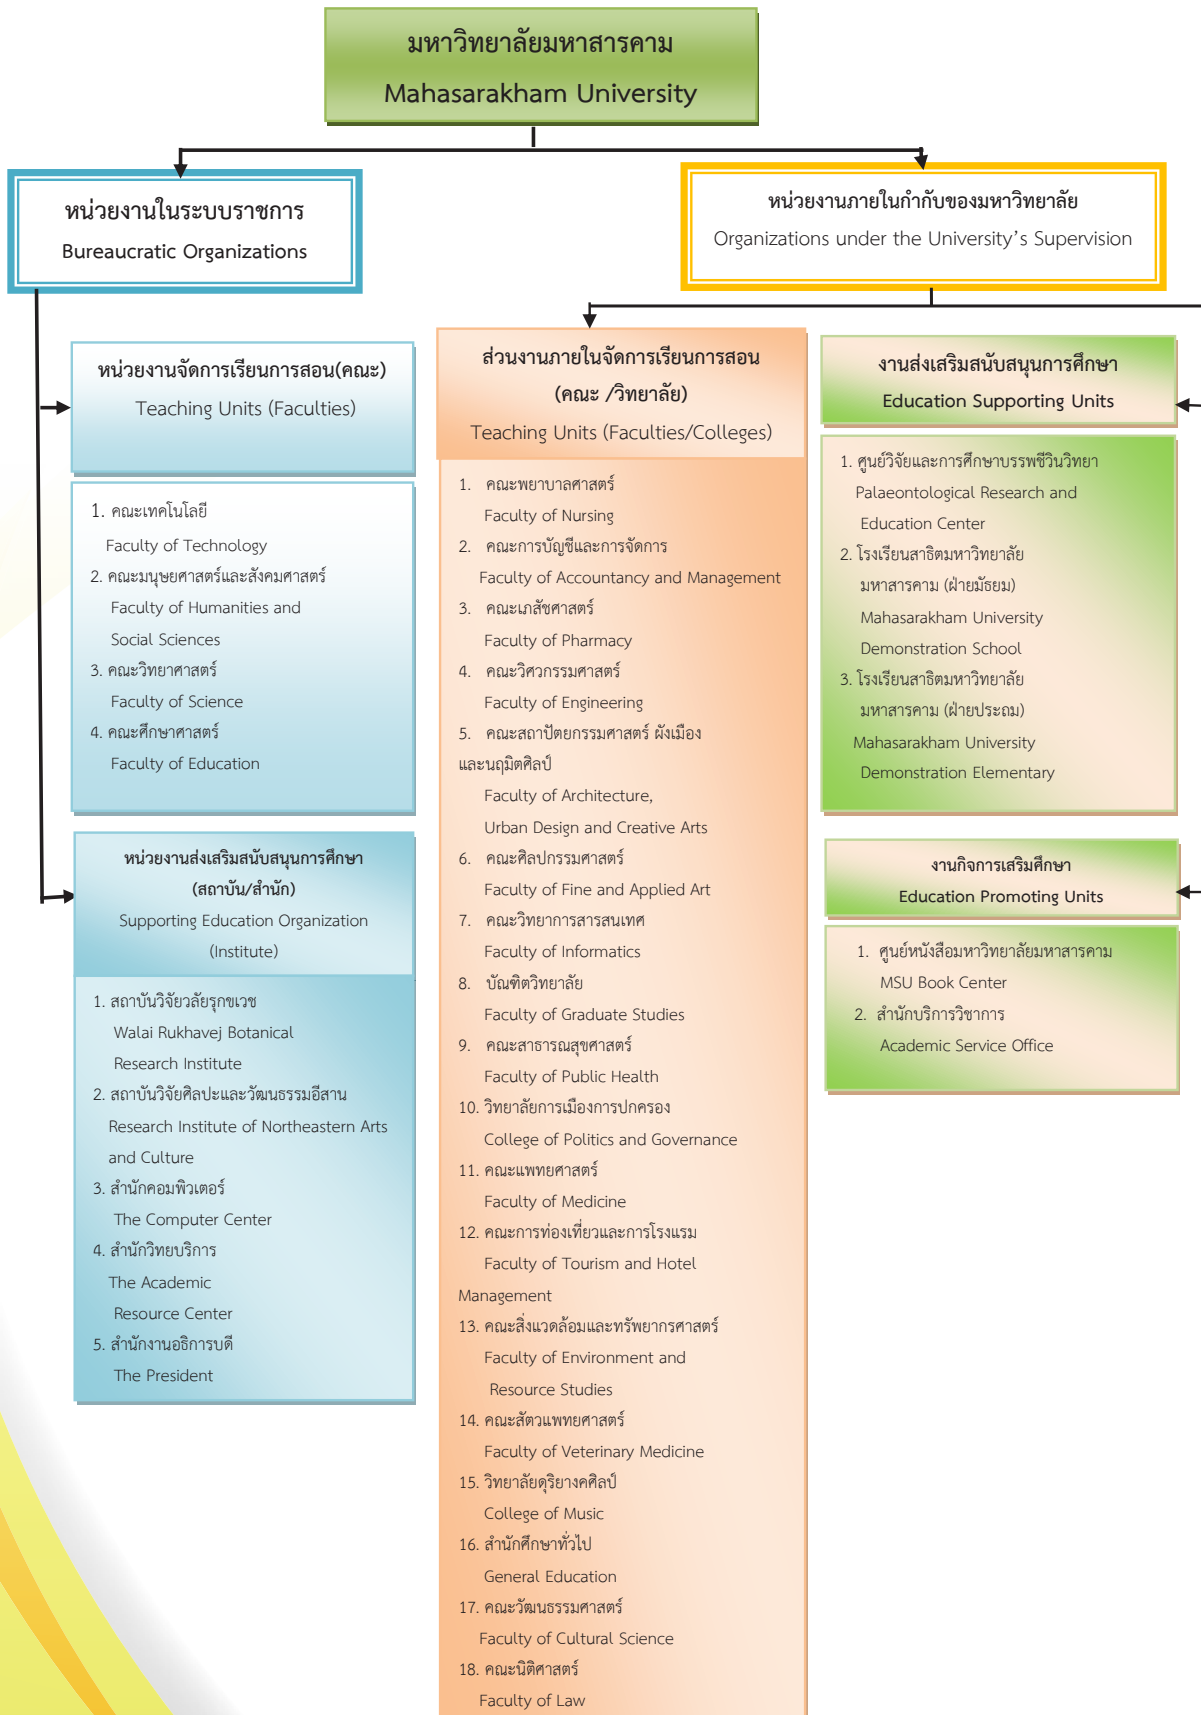 มหาวิทยาลัยมหาสารคาม
Mahasarakham University
หน่วยงานในระบบราชการ
Bureaucratic Organizations
หน่วยงานภายในกำกับของมหาวิทยาลัย
Organizations under the University's Supervision
หน่วยงานจัดการเรียนการสอน(คณะ)
Teaching Units (Faculties)
1. คณะเทคโนโลยี
Faculty of Technology
2. คณะมนุษยศาสตร์และสังคมศาสตร์
Faculty of Humanities and
Social Sciences
3. คณะวิทยาศาสตร์
Faculty of Science
4. คณะศึกษาศาสตร์
Faculty of Education
หน่วยงานส่งเสริมสนับสนุนการศึกษา
(สถาบัน/สำนัก)
Supporting Education Organization
(Institute)
1. สถาบันวิจัยวลัยรุกขเวช
Walai Rukhavej Botanical
Research Institute
2. สถาบันวิจัยศิลปะและวัฒนธรรมอีสาน
Research Institute of Northeastern Arts
and Culture
3. สำนักคอมพิวเตอร์
The Computer Center
4. สำนักวิทยบริการ
The Academic
Resource Center
5. สำนักงานอธิการบดี
The President
ส่วนงานภายในจัดการเรียนการสอน
(คณะ /วิทยาลัย)
Teaching Units (Faculties/Colleges)
1. คณะพยาบาลศาสตร์
Faculty of Nursing
2. คณะการบัญชีและการจัดการ
Faculty of Accountancy and Management
3. คณะเภสัชศาสตร์
Faculty of Pharmacy
4. คณะวิศวกรรมศาสตร์
Faculty of Engineering
5. คณะสถาปัตยกรรมศาสตร์ ผังเมือง
และนฤมิตศิลป์
Faculty of Architecture,
Urban Design and Creative Arts
6. คณะศิลปกรรมศาสตร์
Faculty of Fine and Applied Art
7. คณะวิทยาการสารสนเทศ
Faculty of Informatics
8. บัณฑิตวิทยาลัย
Faculty of Graduate Studies
9. คณะสาธารณสุขศาสตร์
Faculty of Public Health
10. วิทยาลัยการเมืองการปกครอง
College of Politics and Governance
11. คณะแพทยศาสตร์
Faculty of Medicine
12. คณะการท่องเที่ยวและการโรงแรม
Faculty of Tourism and Hotel
Management
13. คณะสิ่งแวดล้อมและทรัพยากรศาสตร์
Faculty of Environment and
Resource Studies
14. คณะสัตวแพทยศาสตร์
Faculty of Veterinary Medicine
15. วิทยาลัยดุริยางคศิลป์
College of Music
16. สำนักศึกษาทั่วไป
General Education
17. คณะวัฒนธรรมศาสตร์
Faculty of Cultural Science
18. คณะนิติศาสตร์
Faculty of Law
งานส่งเสริมสนับสนุนการศึกษา
Education Supporting Units
1. ศูนย์วิจัยและการศึกษาบรรพชีวินวิทยา
Palaeontological Research and
Education Center
2. โรงเรียนสาธิตมหาวิทยาลัย
มหาสารคาม (ฝ่ายมัธยม)
Mahasarakham University
Demonstration School
3. โรงเรียนสาธิตมหาวิทยาลัย
มหาสารคาม (ฝ่ายประถม)
Mahasarakham University
Demonstration Elementary
งานกิจการเสริมศึกษา
Education Promoting Units
1. ศูนย์หนังสือมหาวิทยาลัยมหาสารคาม
MSU Book Center
2. สำนักบริการวิชาการ
Academic Service Office